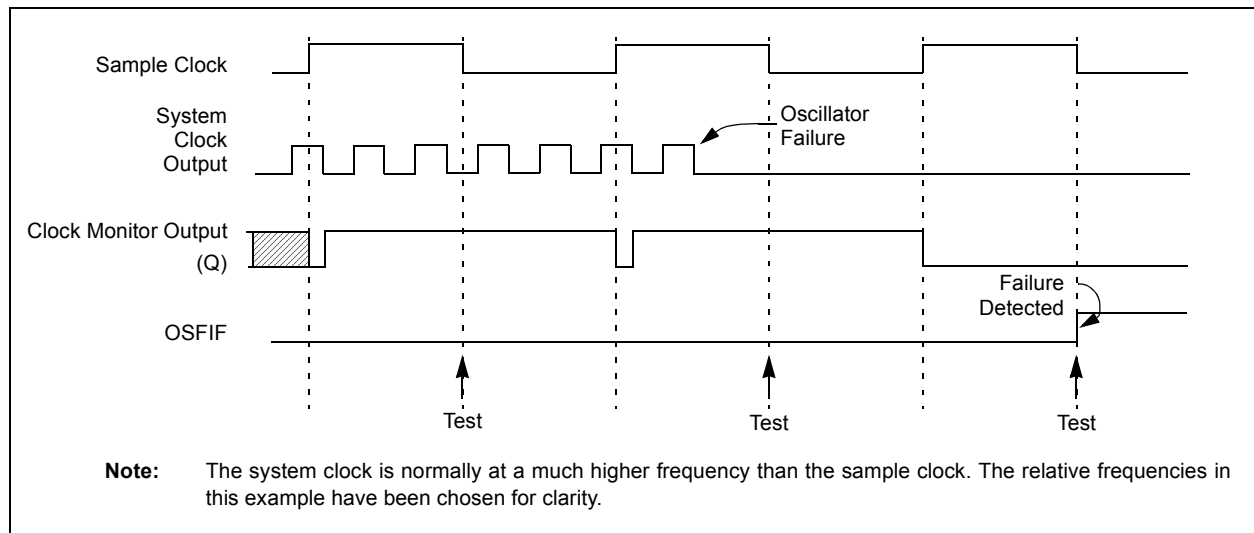 Sample Clock
System
Clock
Output
Oscillator
Failure
Clock Monitor Output
(Q)
Failure
Detected
OSFIF
Test
Test
Test
Note: The system clock is normally at a much higher frequency than the sample clock. The relative frequencies in
this example have been chosen for clarity.